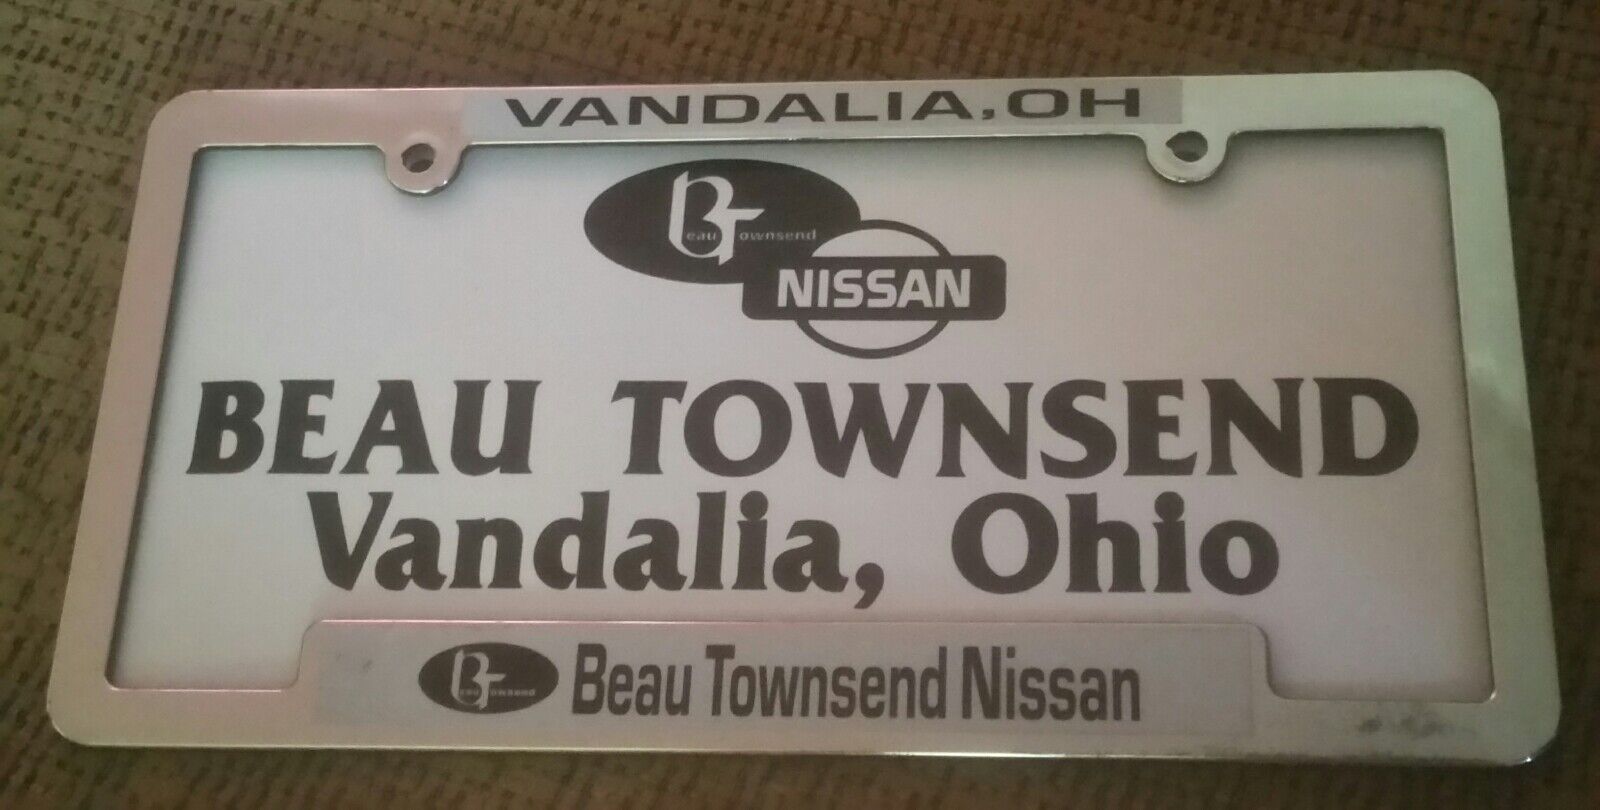 VANDALIA, OH
Beau Townsend
NISSAN
BEAU TOWNSEND
Vandalia, Ohio
Beau Townsend Beau Townsend Nissan